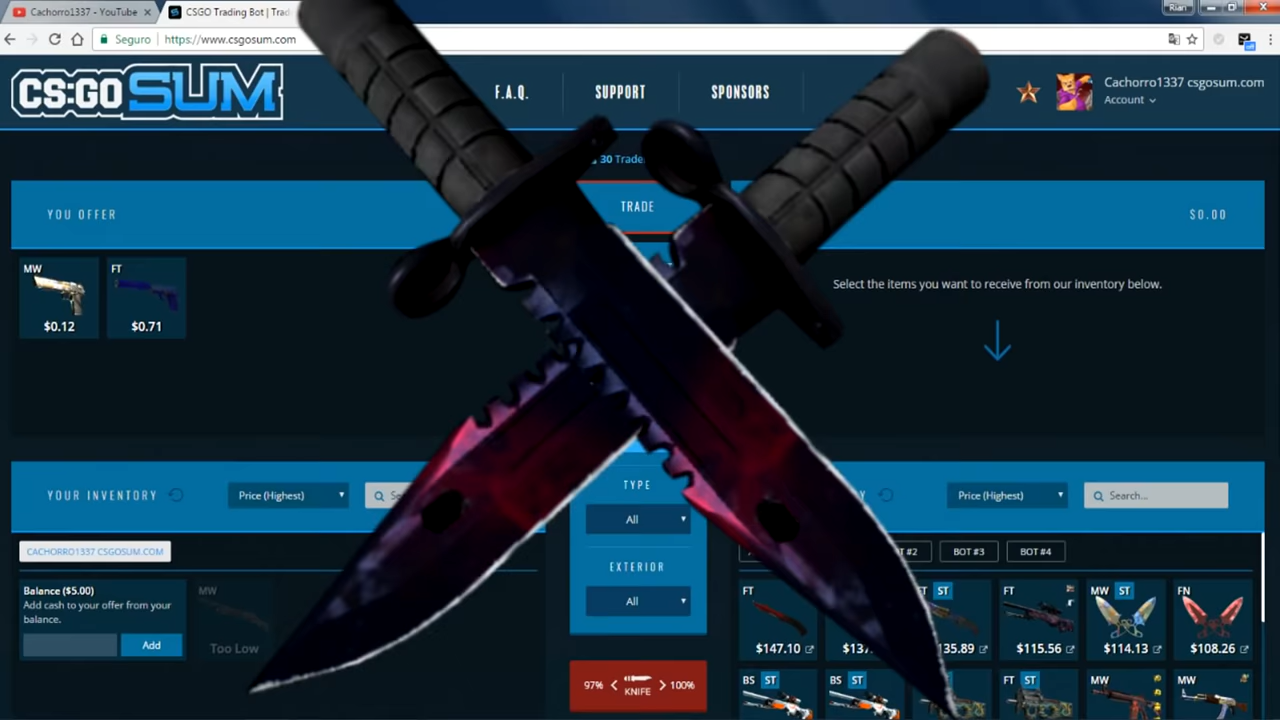 Cachorro1337 - YouTube
CSGO Trading Bot | Trad
Rian
Seguro
https://www.csgosum.com
CS:GO SUM
F.A.Q.
SUPPORT
SPONSORS
Cachorro1337 csgosum.com
Account
30 Trade
YOU OFFER
TRADE
$0.00
MW
$0.12
FT
$0.71
Select the items you want to receive from our inventory below.
YOUR INVENTORY
Price (Highest)
TYPE
All
Price (Highest)
Search...
CACHORRO1337 CSGOSUM.COM
#2
BOT #3
BOT #4
EXTERIOR
All
Balance ($5.00)
Add cash to your offer from your
balance.
Add
MW
Too Low
FT
$147.10
ST
FT
$115.56
MW
ST
$114.13
FN
$108.26
97%
KNIFE
100%
BS
ST
BS
ST
FT
ST
MW
MW